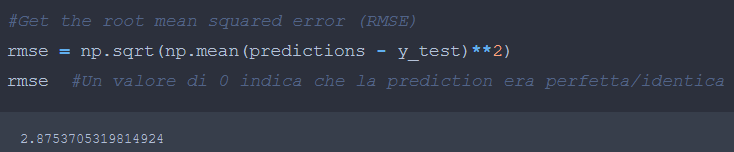 #Get the root mean squared error (RMSE)
rmse = np.sqrt(np.mean(predictions - y_test)**2)
rmse  #Un valore di 0 indica che la prediction era perfetta/identica
2.8753705319814924